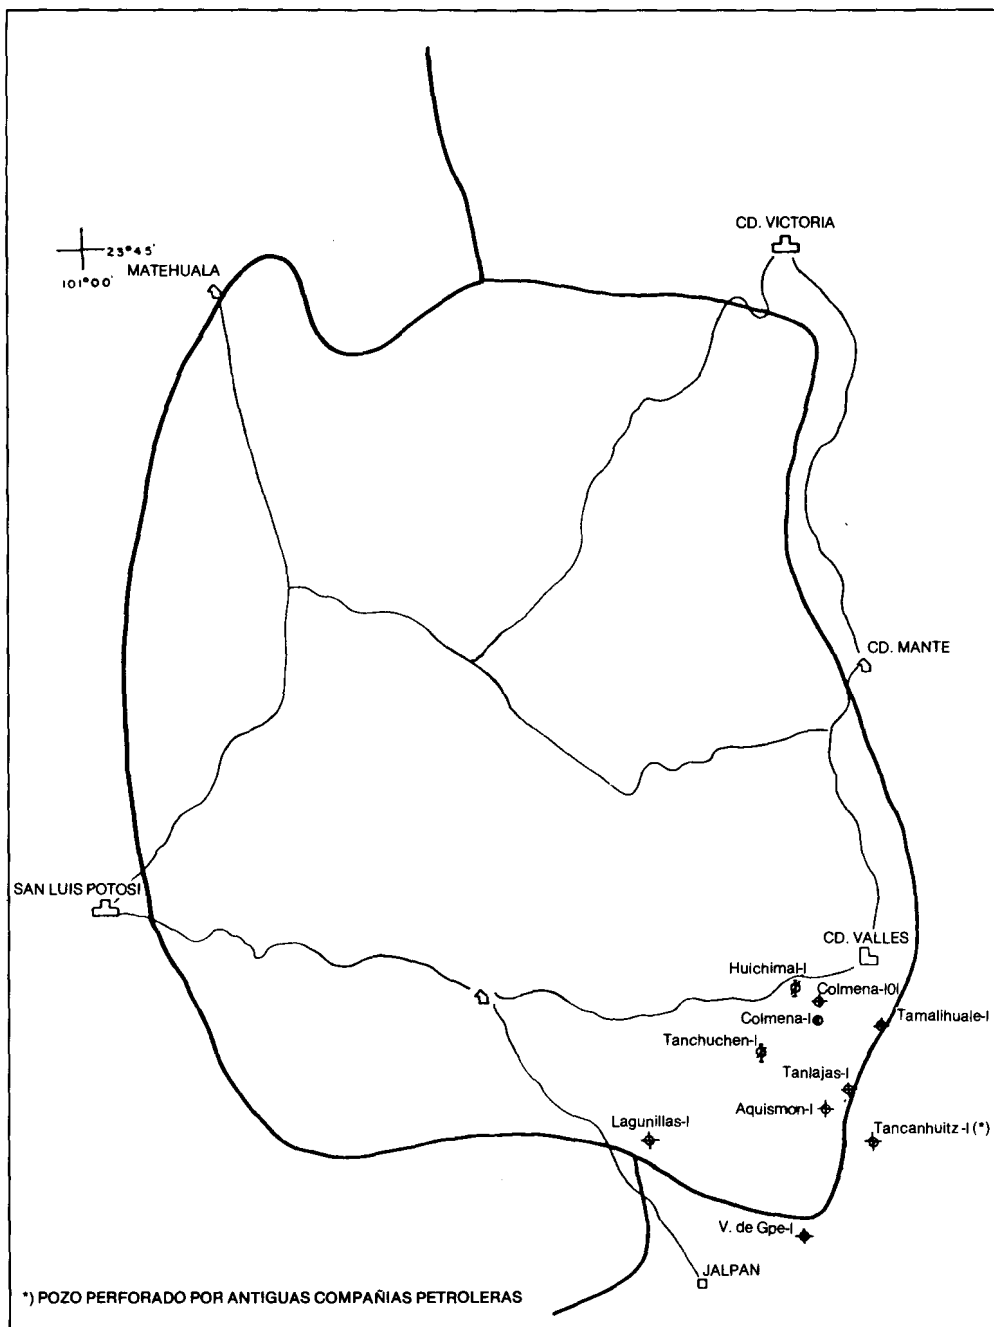 CD. VICTORIA
23°45'
101°00'
MATEHUALA
CD. MANTE
SAN LUIS POTOSI
CD. VALLES
Huichimal-I
Colmena-I0I
Colmena-I
Tamalihuale-I
Tanchuchen-I
Tanlajas-I
Aquismon-I
Lagunillas-I
Tancanhuitz-I (*)
V. de Gpe-I
JALPAN
*) POZO PERFORADO POR ANTIGUAS COMPAÑIAS PETROLERAS